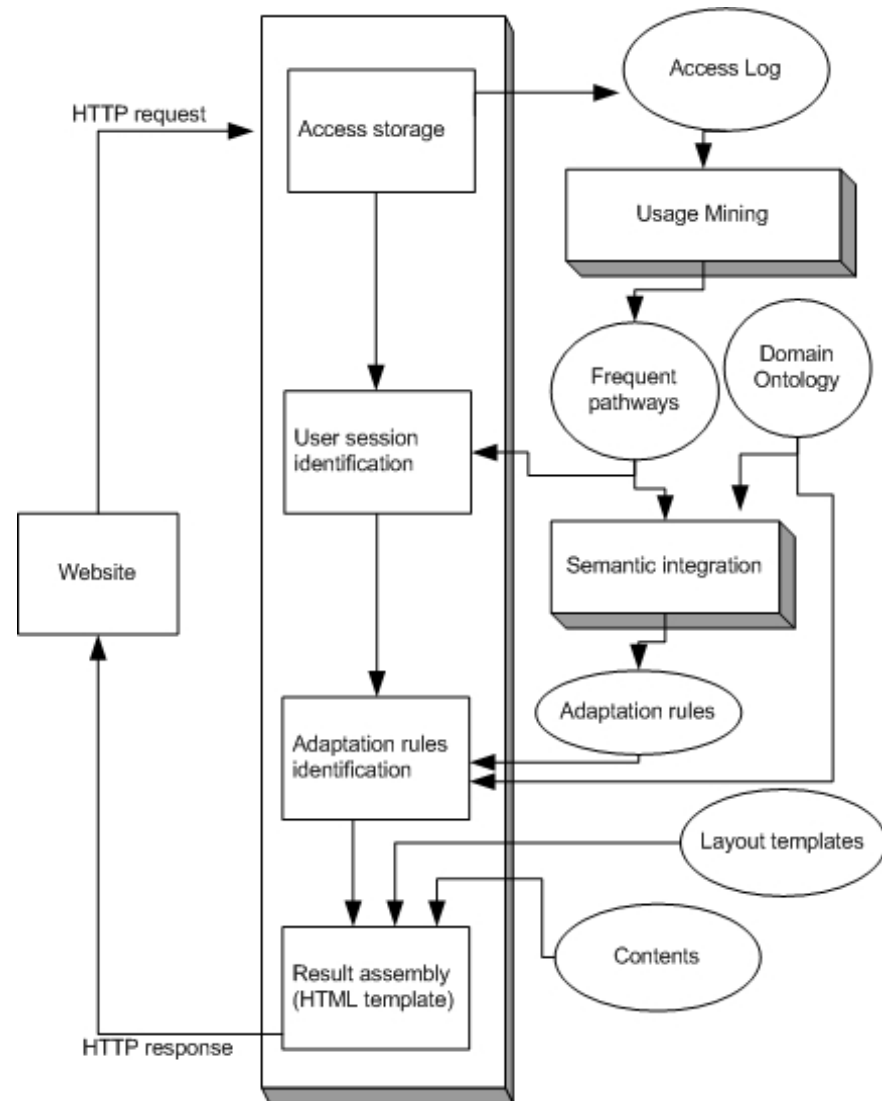 Access Log
HTTP request
Access storage
Usage Mining
Domain
Ontology
Frequent
pathways
User session
identification
Website
Semantic integration
Adaptation rules
Adaptation rules
identification
Layout templates
Contents
Result assembly
(HTML template)
HTTP response